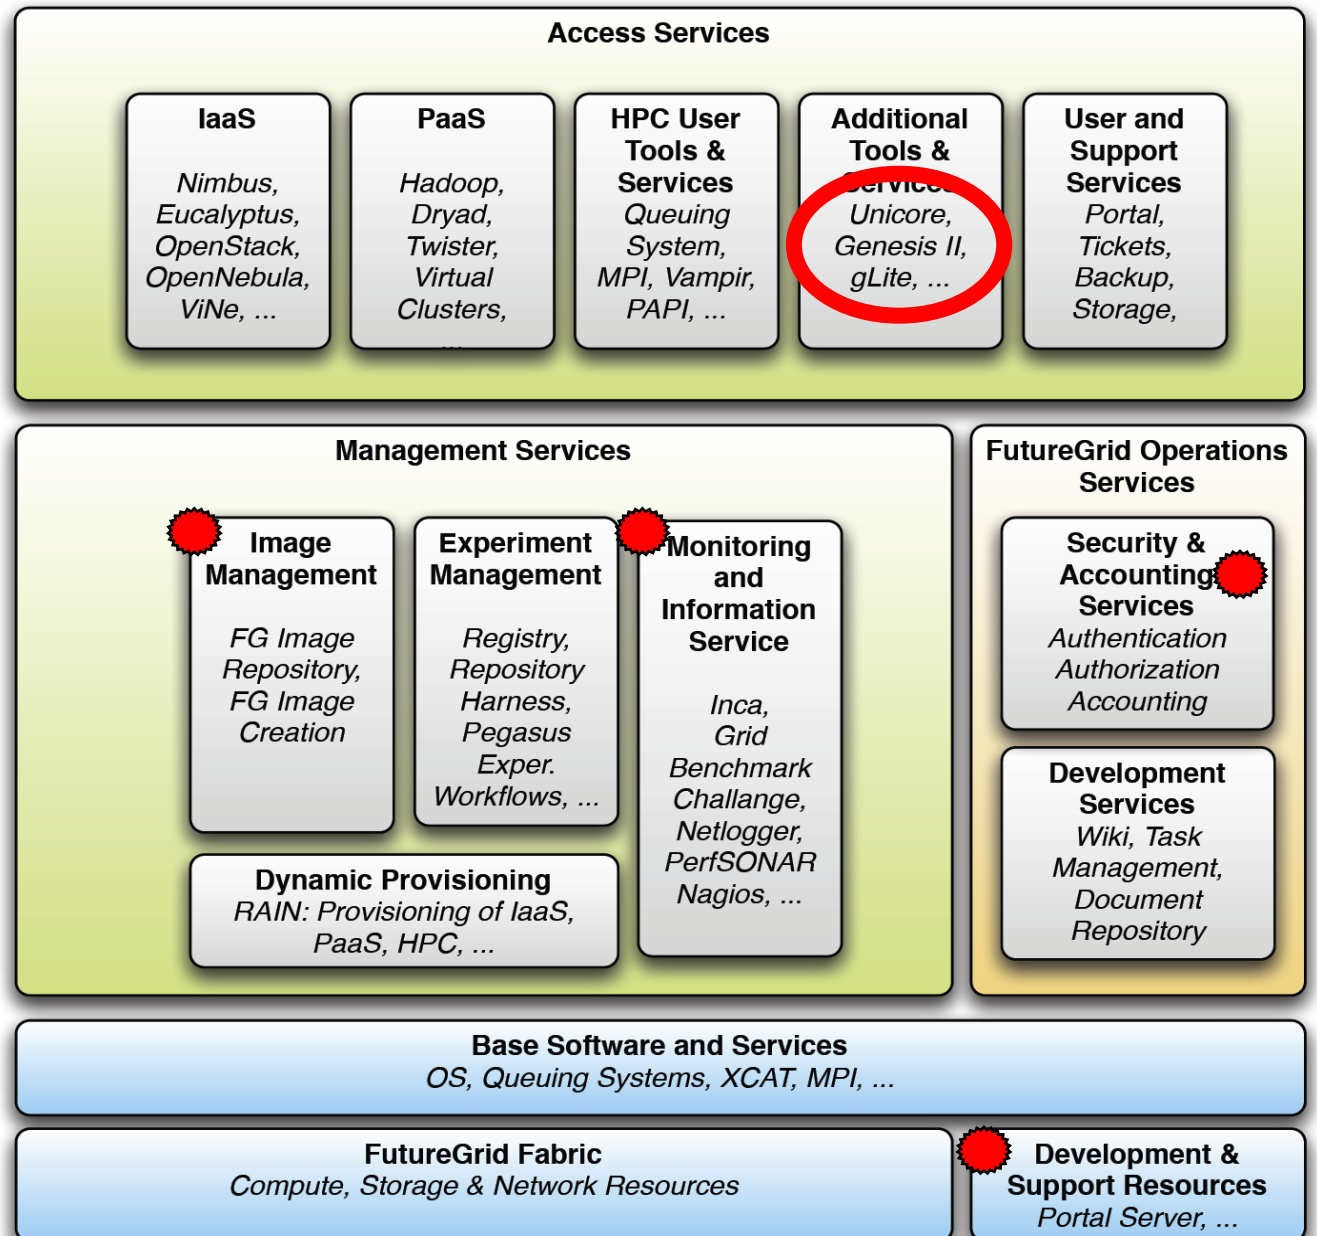 Access Services
IaaS
Nimbus,
Eucalyptus,
OpenStack,
OpenNebula,
ViNe, ...
PaaS
Hadoop,
Dryad,
Twister,
Virtual
Clusters,
...
HPC User
Tools &
Services
Queuing
System,
MPI, Vampir,
PAPI, ...
Additional
Tools &
Services
Unicore,
Genesis II,
gLite, ...
User and
Support
Services
Portal,
Tickets,
Backup,
Storage,
Management Services
Image
Management
FG Image
Repository,
FG Image
Creation
Experiment
Management
Registry,
Repository
Harness,
Pegasus
Exper.
Workflows, ...
Monitoring
and
Information
Service
Inca,
Grid
Benchmark
Challange,
Netlogger,
PerfSONAR
Nagios, ...
Dynamic Provisioning
RAIN: Provisioning of IaaS,
PaaS, HPC, ...
FutureGrid Operations
Services
Security &
Accounting
Services
Authentication
Authorization
Accounting
Development
Services
Wiki, Task
Management,
Document
Repository
Base Software and Services
OS, Queuing Systems, XCAT, MPI, ...
FutureGrid Fabric
Compute, Storage & Network Resources
Development &
Support Resources
Portal Server, ...